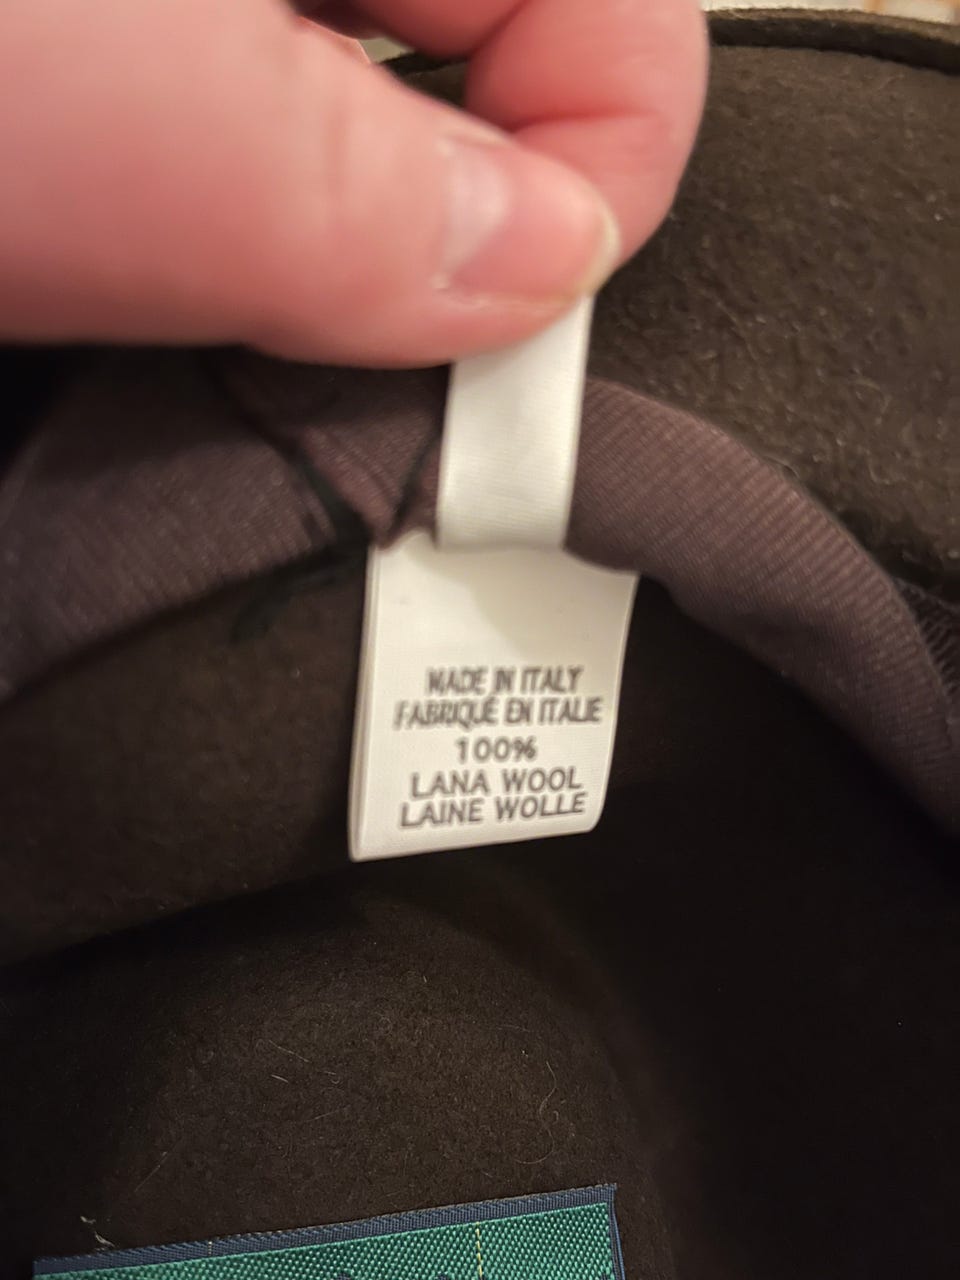 MADE IN ITALY
FABRIQUÉ EN ITALIE
100%
LANA WOOL
LAINE WOLLE